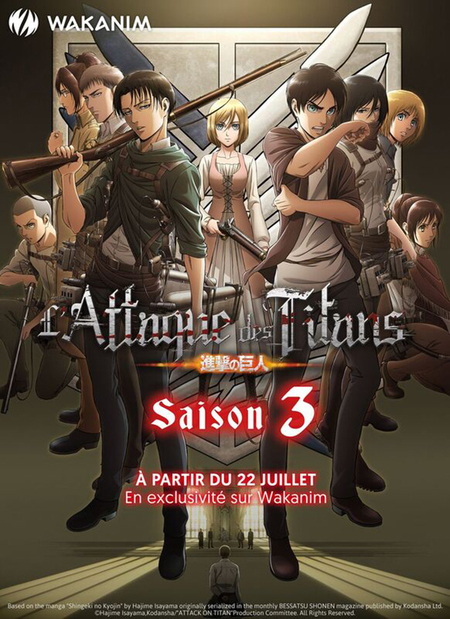 WAKANIM
L'Attaque des Titans
進撃の巨人
Saison 3
À PARTIR DU 22 JUILLET
En exclusivité sur Wakanim
Based on the manga "Shingeki no Kyojin" by Hajime Isayama originally serialized in the monthly BESSATSU SHONEN magazine published by Kodansha Ltd.
©Hajime Isayama,Kodansha/"ATTACK ON TITAN"Production Committee. All Rights Reserved.